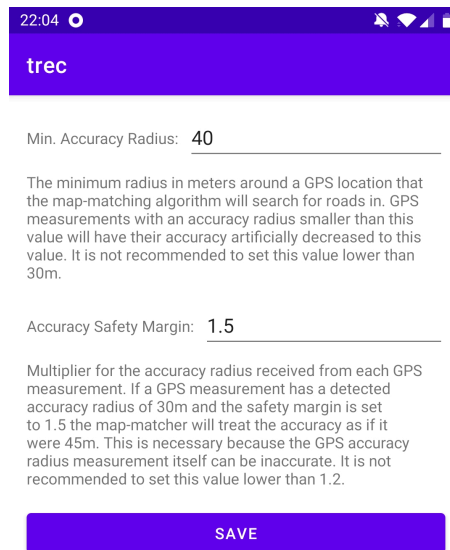 22:04
trec
Min. Accuracy Radius: 40
The minimum radius in meters around a GPS location that
the map-matching algorithm will search for roads in. GPS
measurements with an accuracy radius smaller than this
value will have their accuracy artificially decreased to this
value. It is not recommended to set this value lower than
30m.
Accuracy Safety Margin: 1.5
Multiplier for the accuracy radius received from each GPS
measurement. If a GPS measurement has a detected
accuracy radius of 30m and the safety margin is set
to 1.5 the map-matcher will treat the accuracy as if it
were 45m. This is necessary because the GPS accuracy
radius measurement itself can be inaccurate. It is not
recommended to set this value lower than 1.2.
SAVE